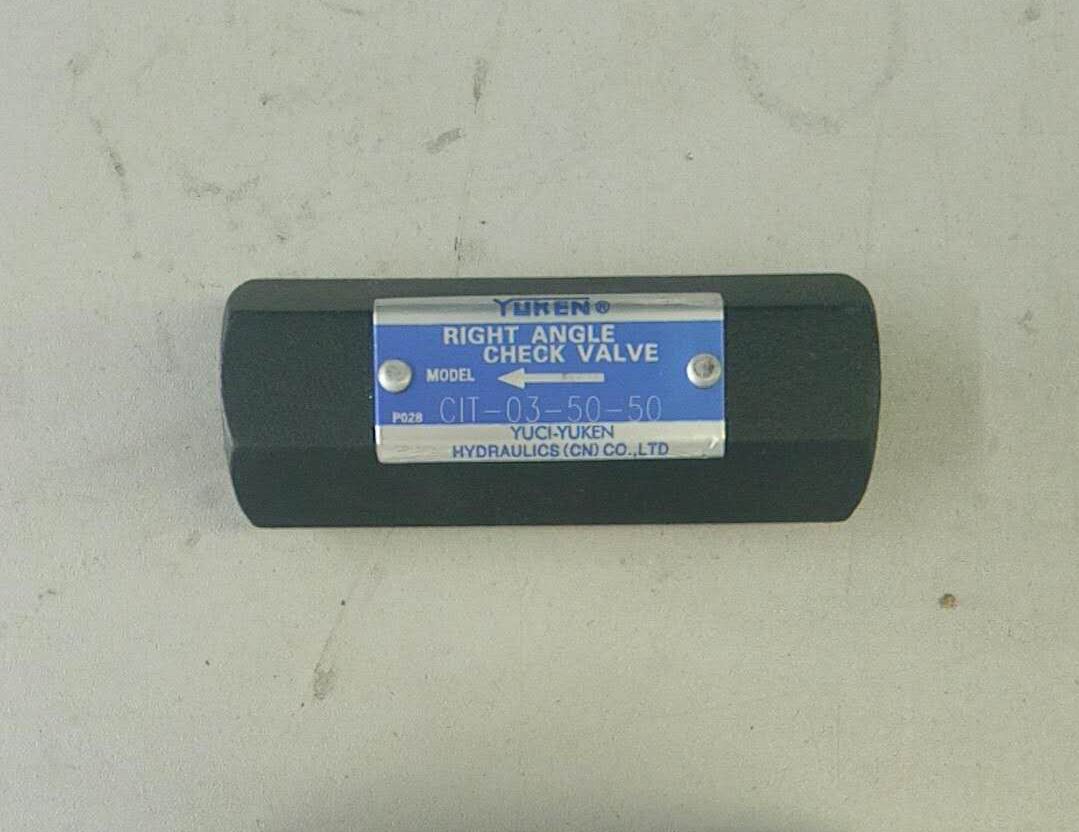 YUKEN®
RIGHT ANGLE
CHECK VALVE
MODEL
P028 CIT-03-50-50
YUCI-YUKEN
HYDRAULICS (CN) CO.,LTD